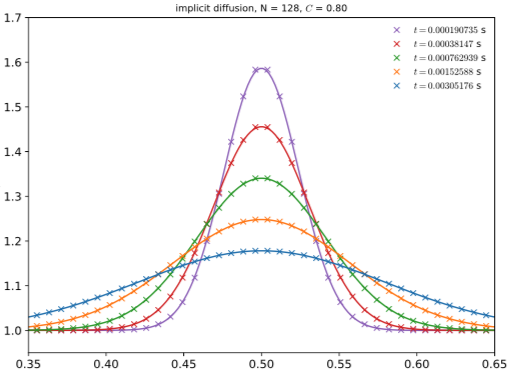 implicit diffusion, N = 128, C = 0.80
1.7
1.6
1.5
1.4
1.3
1.2
1.1
1.0
t = 0.000190735 s
t = 0.00038147 s
t = 0.000762939 s
t = 0.00152588 s
t = 0.00305176 s
0.35 0.40 0.45 0.50 0.55 0.60 0.65